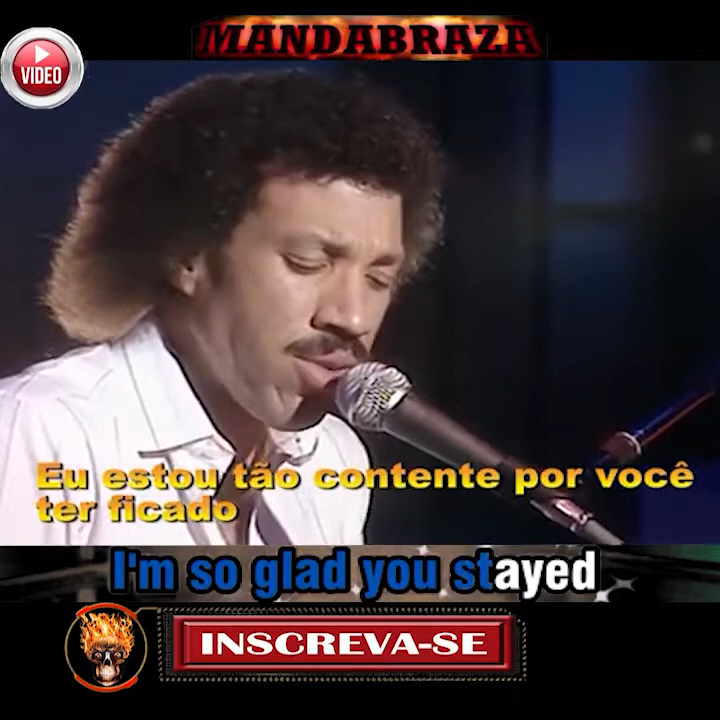 MANDABRAZA
VIDEO
Eu estou tão contente por você
ter ficado
I'm so glad you stayed
INSCREVA-SE